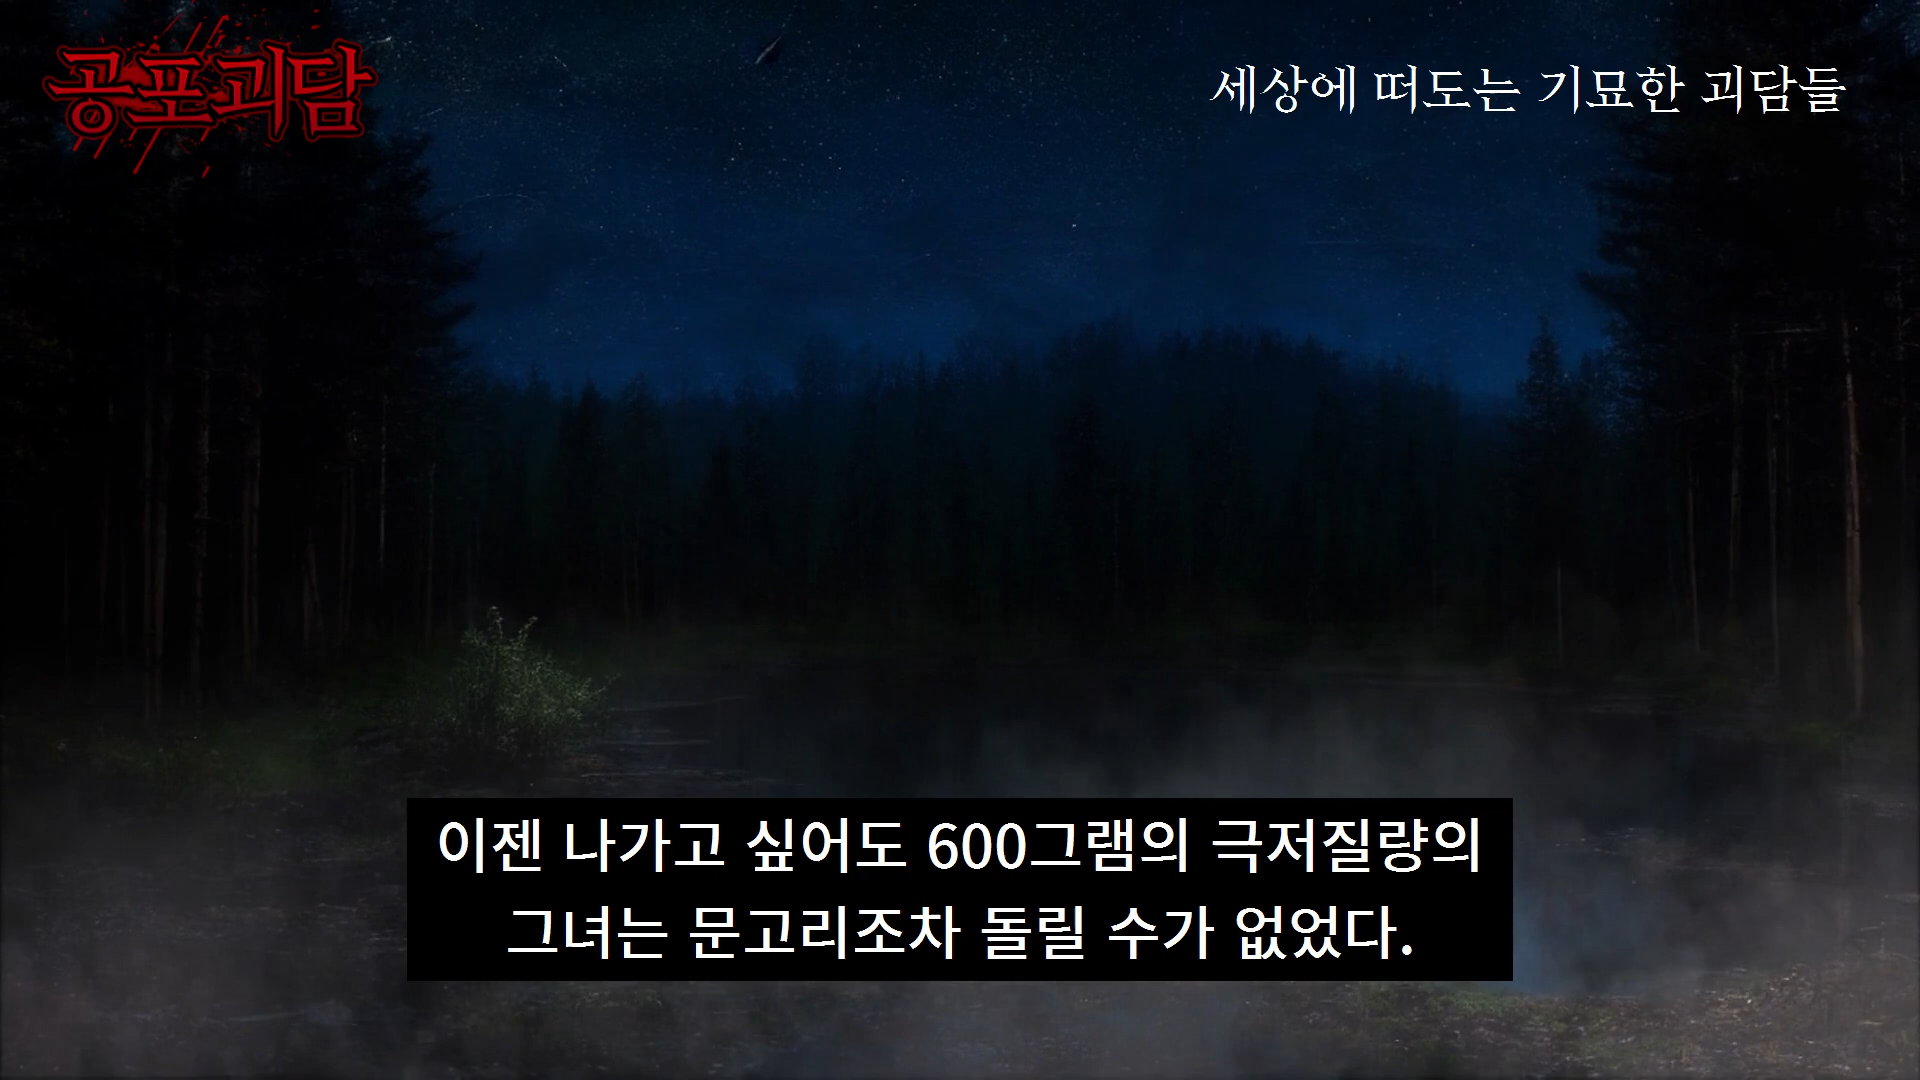 공포괴담
세상에 떠도는 기묘한 괴담들
이젠 나가고 싶어도 600그램의 극저질량의
그녀는 문고리조차 돌릴 수가 없었다.